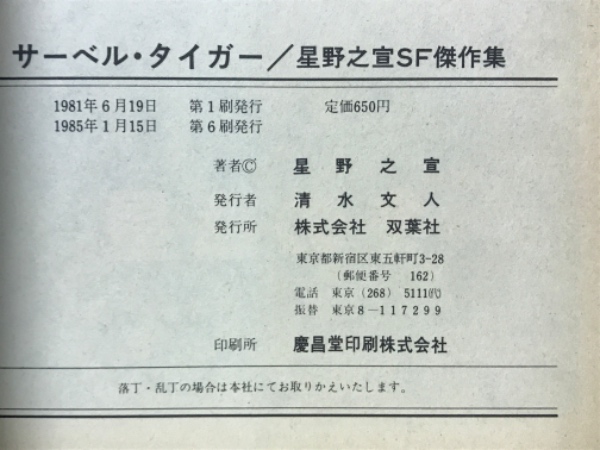 サーベル・タイガー／星野之宣SF傑作集
1981年6月19日 第1刷発行 定価650円
1985年1月15日 第6刷発行
著者© 星野之宣
発行者 清水文人
発行所 株式会社 双葉社
東京都新宿区東五軒町3-28
(郵便番号 162)
電話 東京(268) 5111㈹
振替 東京8-117299
印刷所 慶昌堂印刷株式会社
落丁・乱丁の場合は本社にてお取りかえいたします。